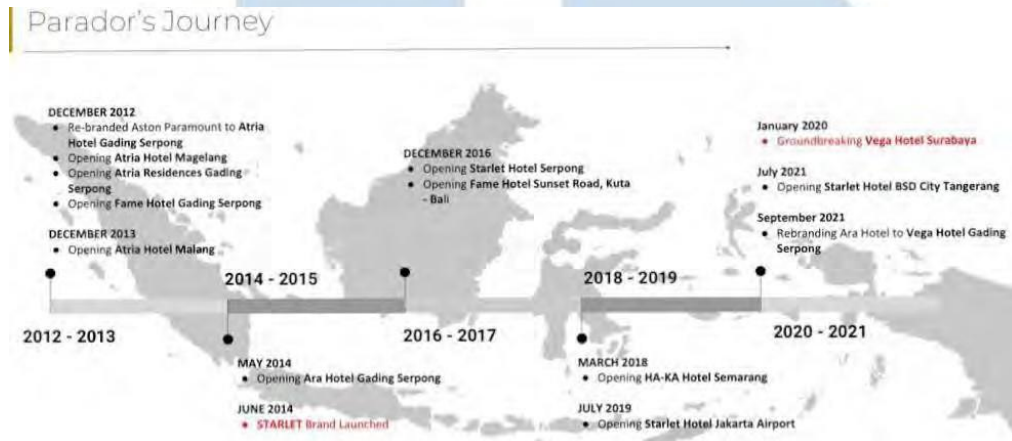 Parador's Journey
DECEMBER 2012
• Re-branded Aston Paramount to Atria
Hotel Gading Serpong
• Opening Atria Hotel Magelang
• Opening Atria Residences Gading
Serpong
• Opening Fame Hotel Gading Serpong
DECEMBER 2013
• Opening Atria Hotel Malang
2012 - 2013
2014 - 2015
MAY 2014
• Opening Ara Hotel Gading Serpong
JUNE 2014
• STARLET Brand Launched
DECEMBER 2016
• Opening Starlet Hotel Serpong
• Opening Fame Hotel Sunset Road, Kuta
- Bali
2016 - 2017
2018 - 2019
MARCH 2018
• Opening HA-KA Hotel Semarang
JULY 2019
• Opening Starlet Hotel Jakarta Airport
January 2020
• Groundbreaking Vega Hotel Surabaya
July 2021
• Opening Starlet Hotel BSD City Tangerang
September 2021
• Rebranding Ara Hotel to Vega Hotel Gading
Serpong
2020 - 2021